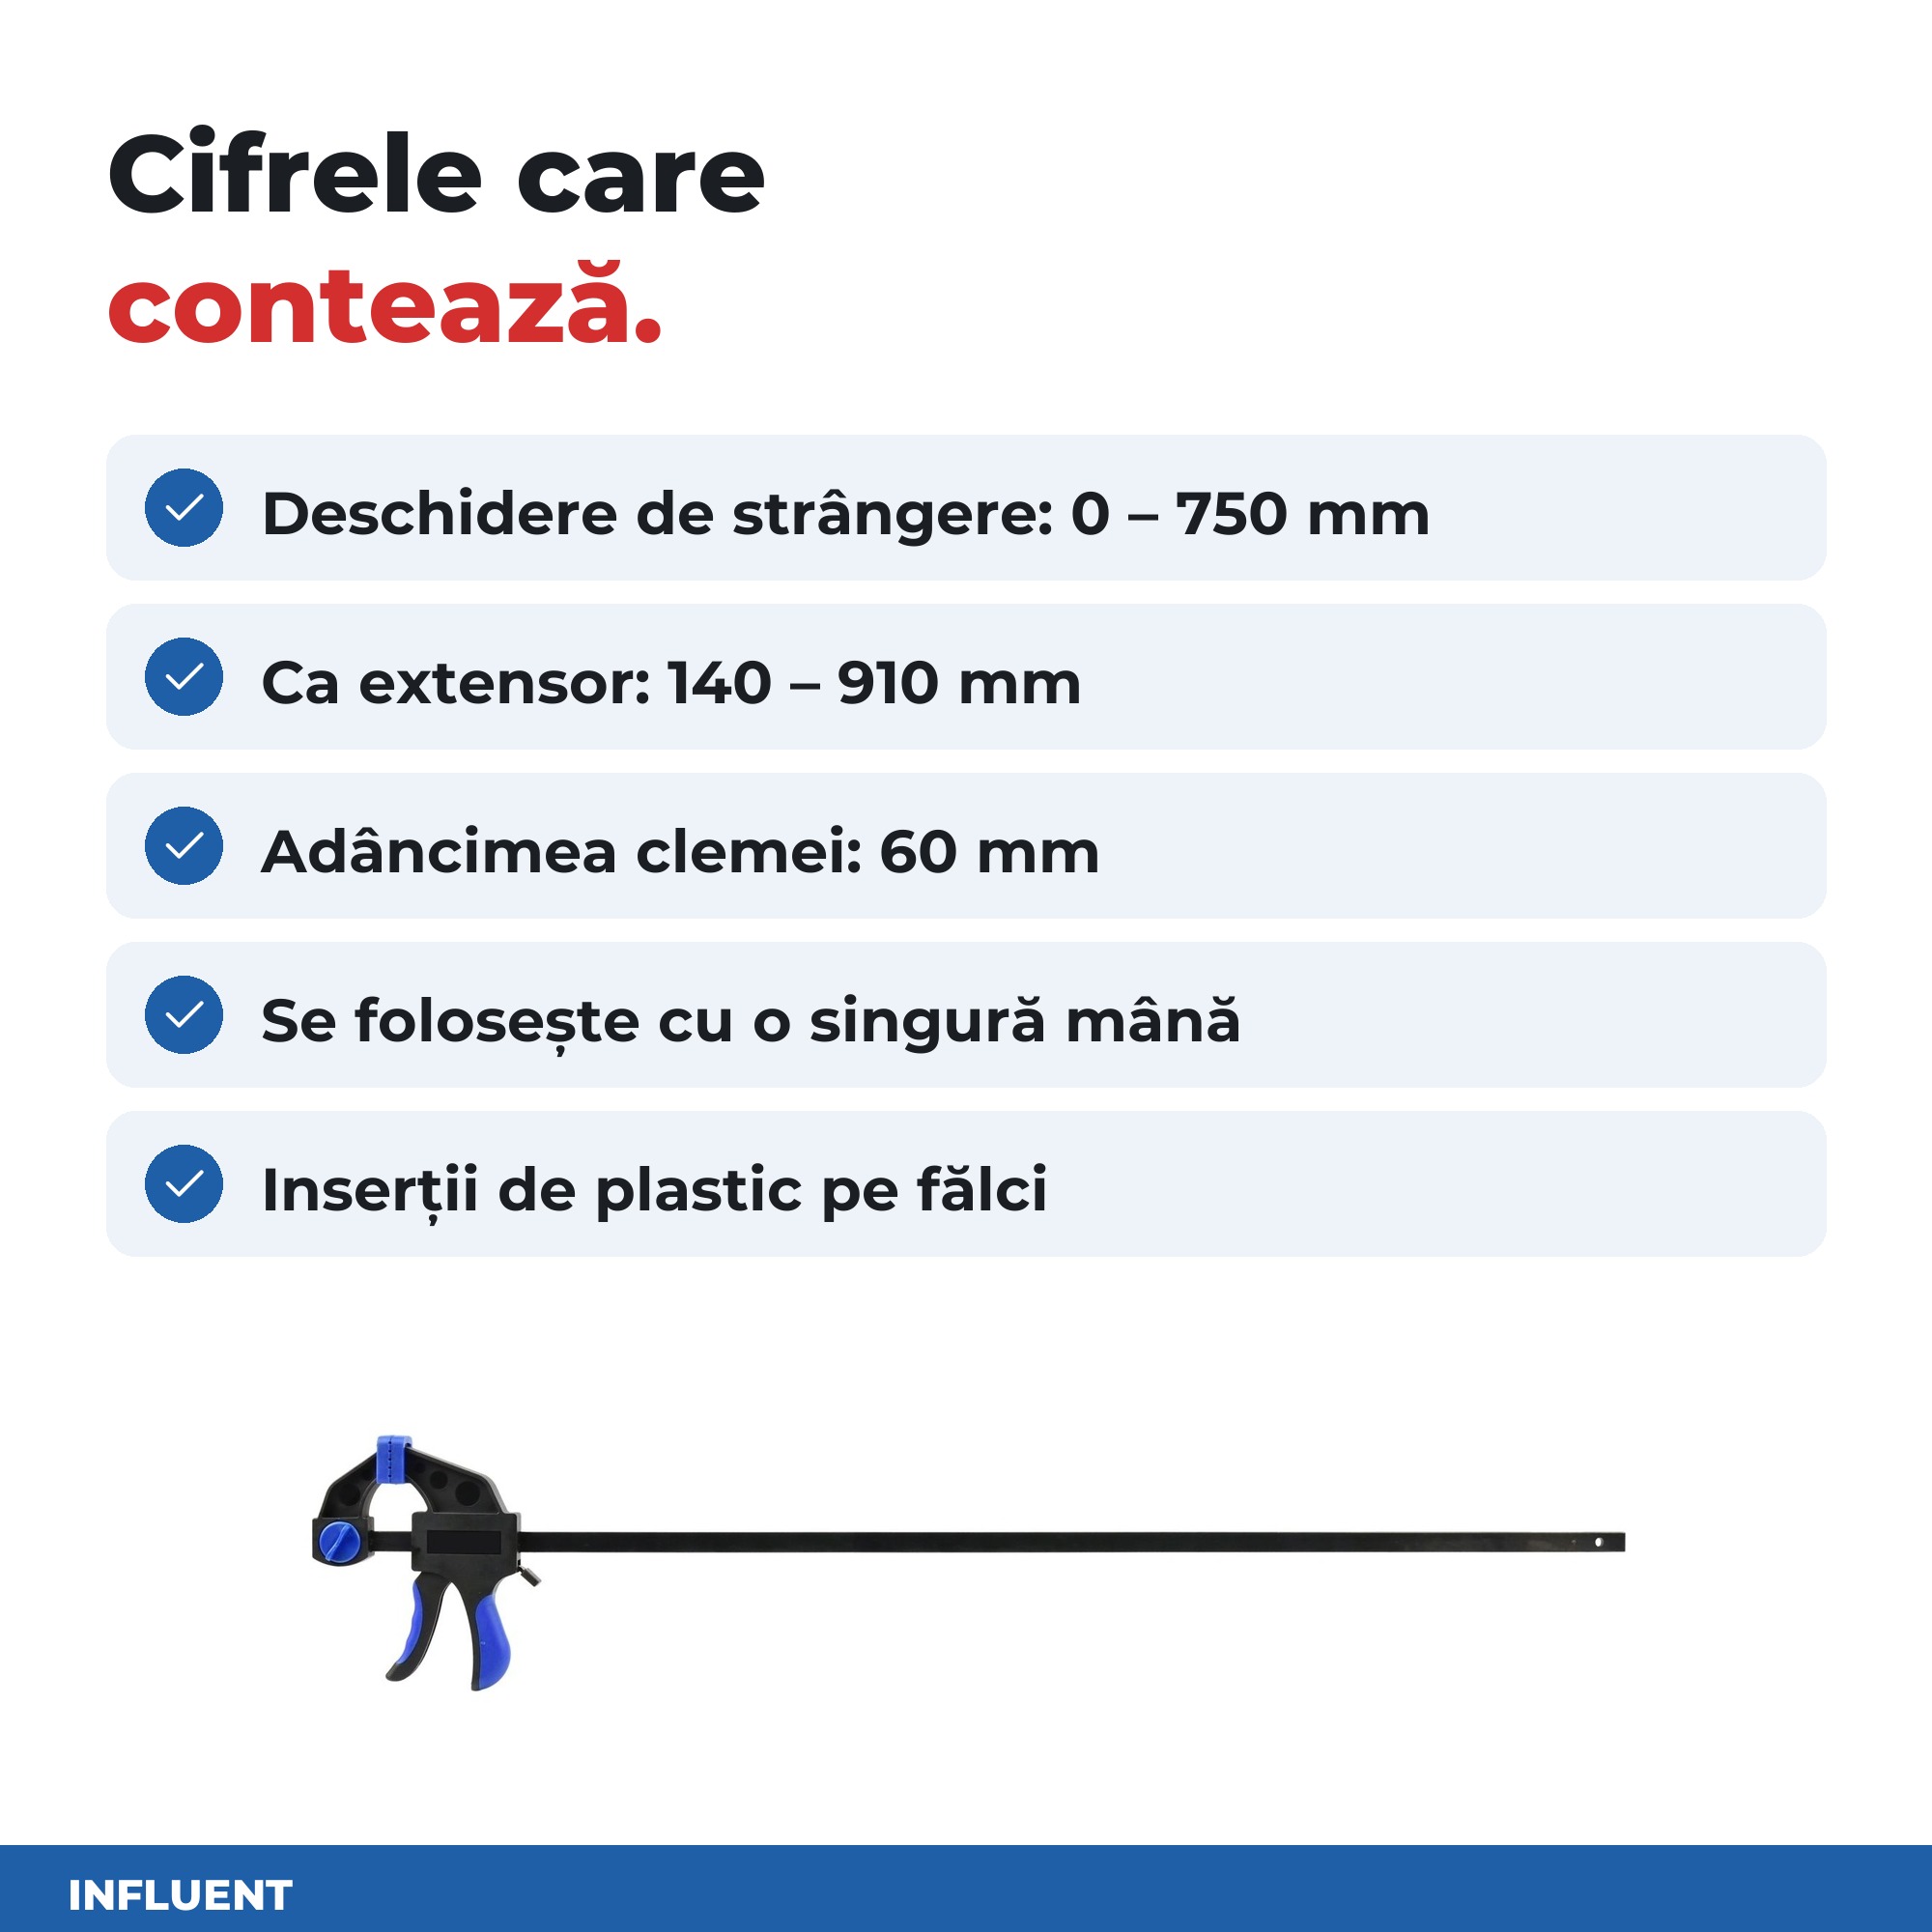 Cifrele care
contează.
Deschidere de strângere: 0 – 750 mm
Ca extensor: 140 – 910 mm
Adâncimea clemei: 60 mm
Se folosește cu o singură mână
Inserții de plastic pe fălci
INFLUENT